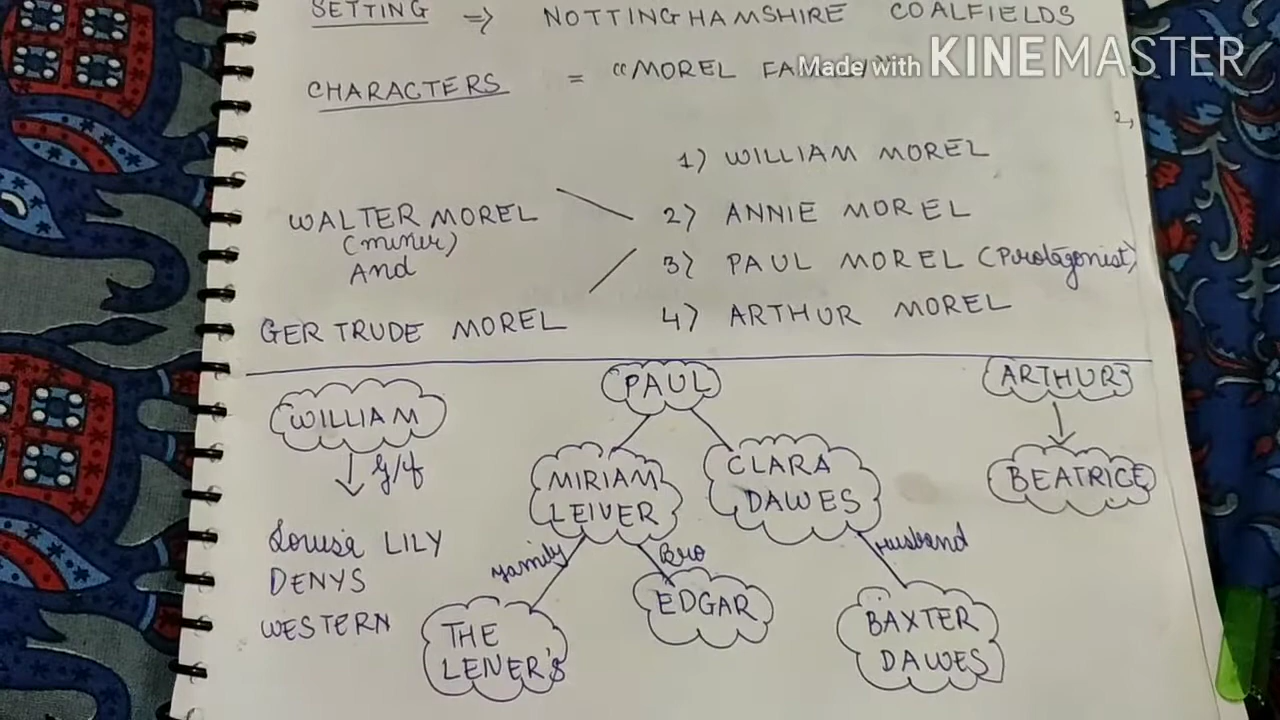 SETTING => NOTTINGHAMSHIRE COALFIELDS
Made with KINEMASTER
CHARACTERS = "MOREL FAMILY"
2,
1) WILLIAM MOREL
WALTER MOREL
(miner)
And
GERTRUDE MOREL
2) ANNIE MOREL
3) PAUL MOREL (Protagonist)
4) ARTHUR MOREL
WILLIAM
g/f
Louisa LILY
DENYS
WESTERN
PAUL
MIRIAM
LEIVER
family
THE
LEIVER'S
Bro
EDGAR
CLARA
DAWES
Husband
BAXTER
DAWES
ARTHUR
BEATRICE